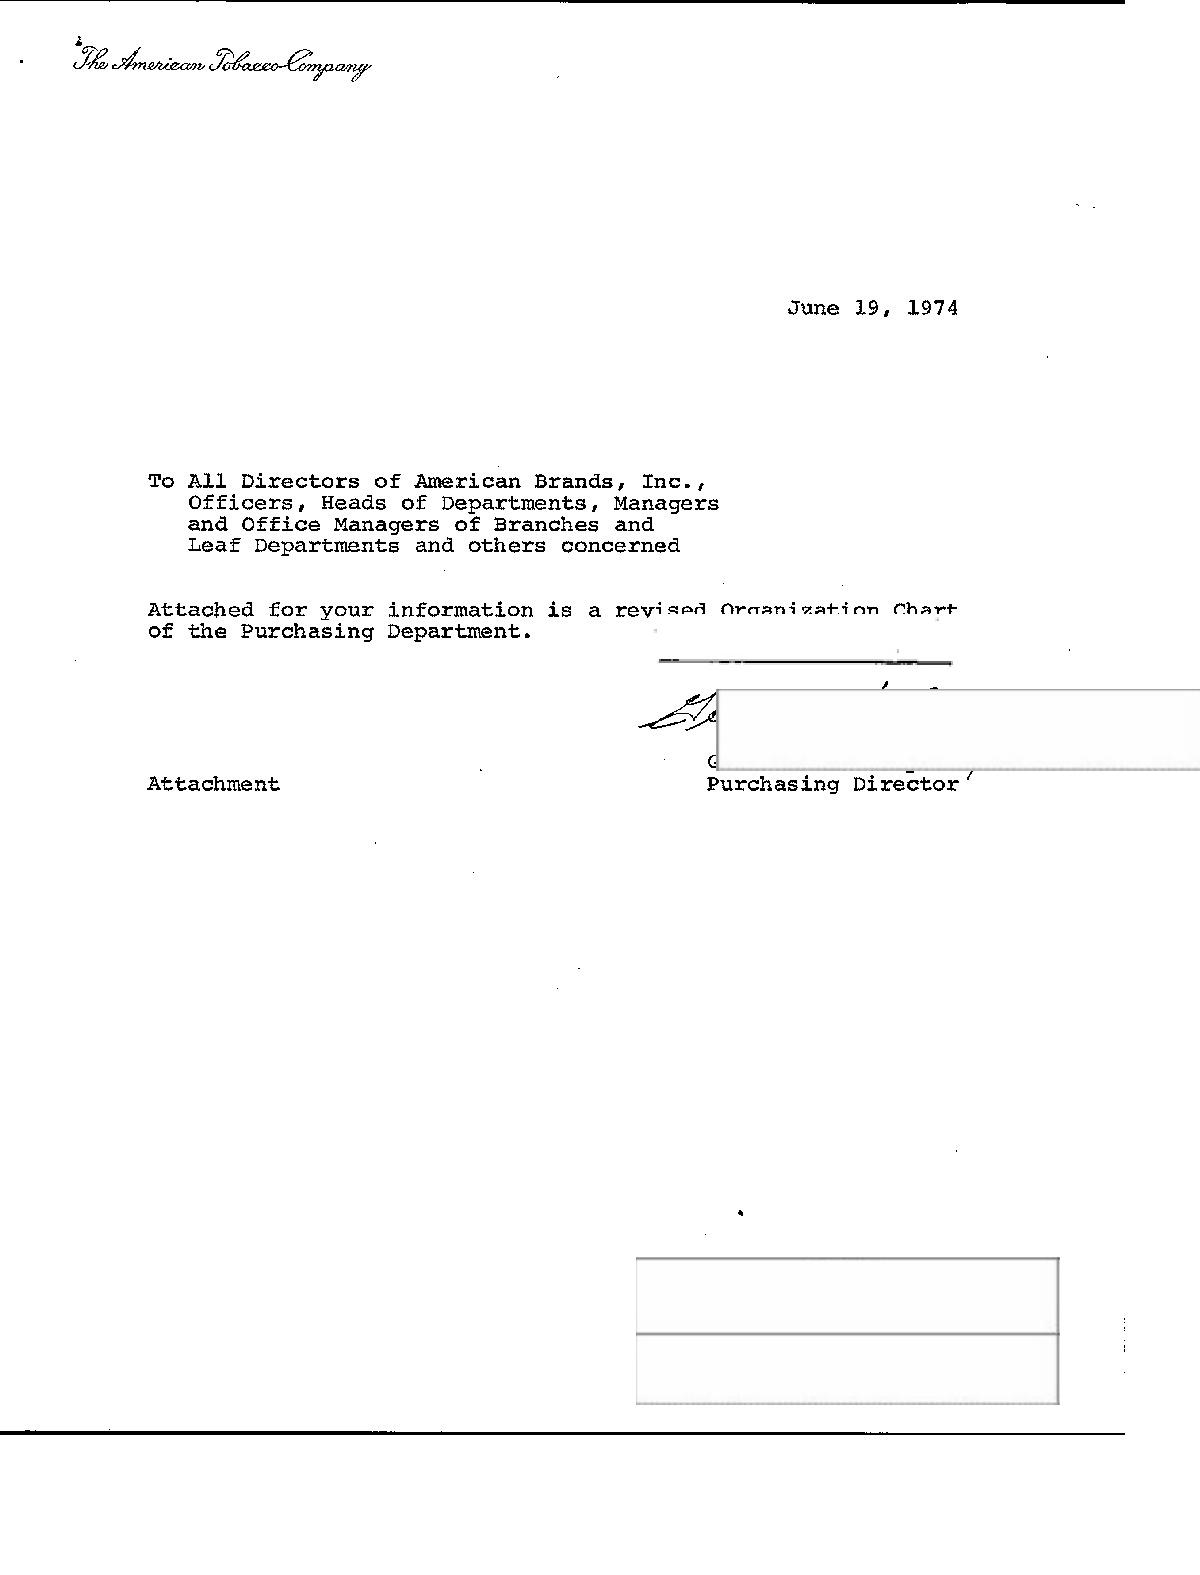 The American Tobacco Company
June 19, 1974
To All Directors of American Brands, Inc.,
Officers, Heads of Departments, Managers
and Office Managers of Branches and
Leaf Departments and others concerned
Attached for your information is a revised Organization Chart
of the Purchasing Department.
G
Attachment Purchasing Director